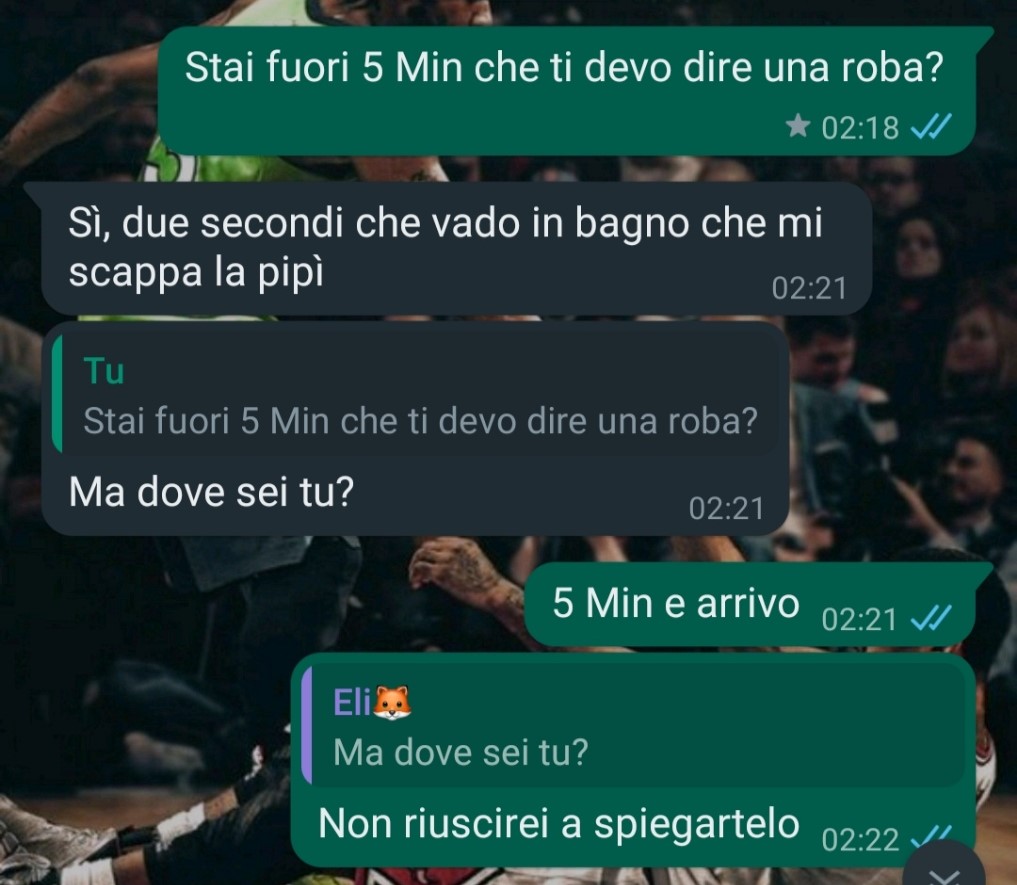 Stai fuori 5 Min che ti devo dire una roba?
★ 02:18
Sì, due secondi che vado in bagno che mi
scappa la pipì
02:21
Tu
Stai fuori 5 Min che ti devo dire una roba?
Ma dove sei tu?
02:21
5 Min e arrivo 02:21
Eli🦊
Ma dove sei tu?
Non riuscirei a spiegartelo 02:22